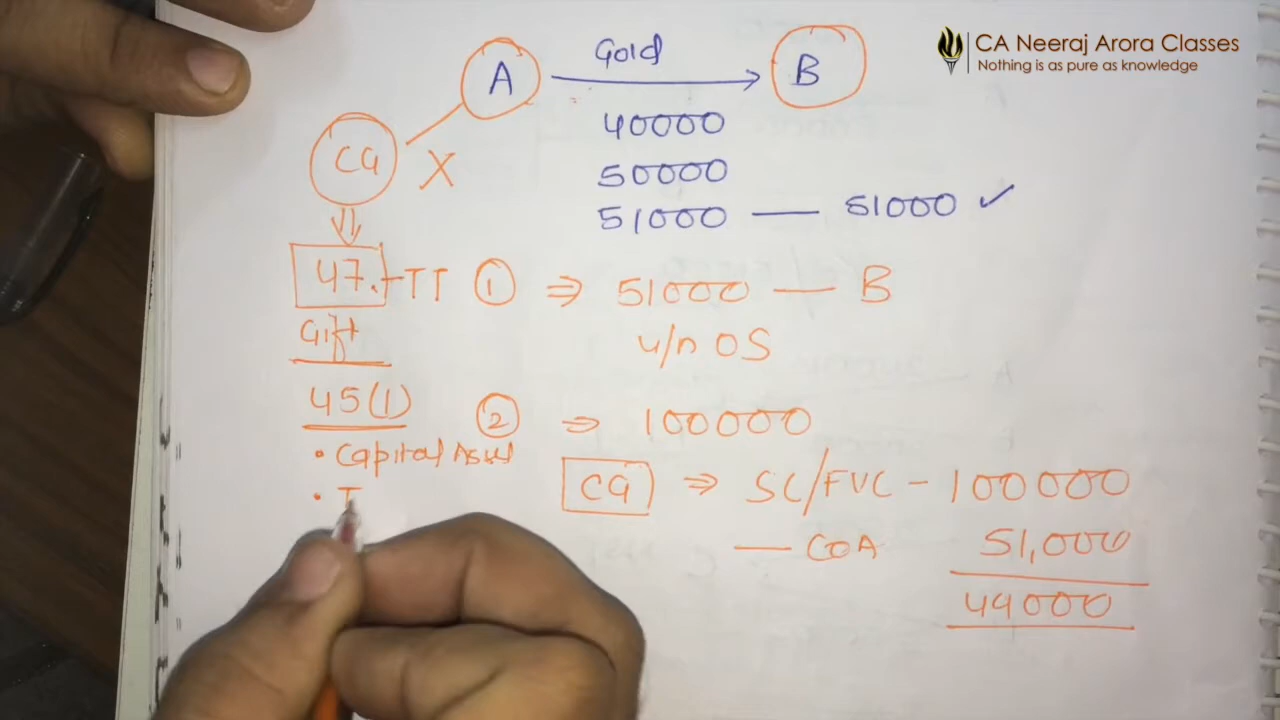 CA Neeraj Arora Classes
Nothing is as pure as knowledge
A Gold B
40000
50000
51000 — 51000 ✓
CG X
47. - TT ① ⇒ 51000 — B
Gift
u/n OS
45(1)
② ⇒ 100000
• Capital Asset
CG ⇒ SC/FVC - 100000
• T
— COA 51,000
49000